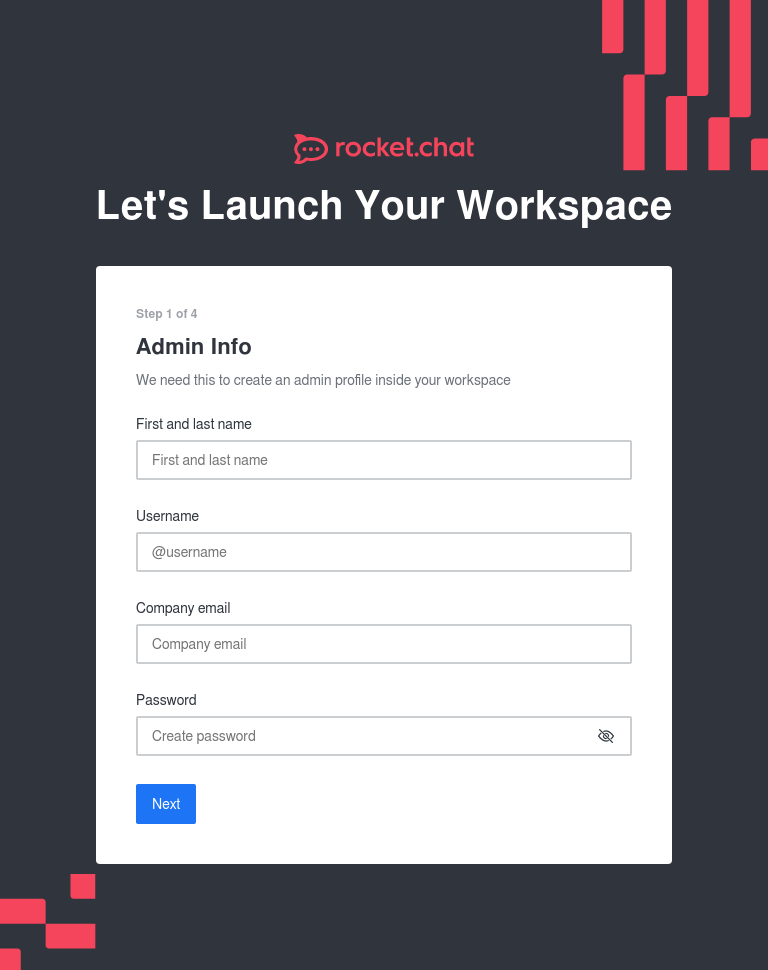 rocket.chat
Let's Launch Your Workspace
Step 1 of 4
Admin Info
We need this to create an admin profile inside your workspace
First and last name
First and last name
Username
@username
Company email
Company email
Password
Create password
Next